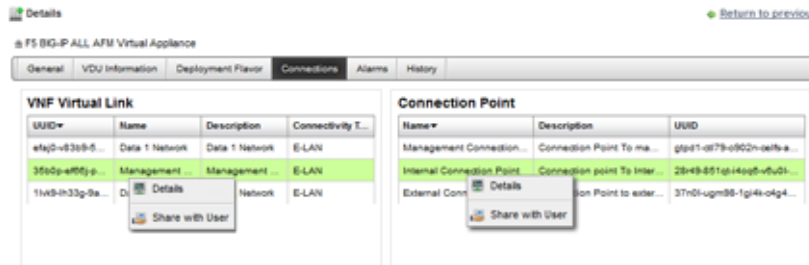 Details
Return to previou
F5 BIG-IP ALL AFM Virtual Appliance
General VDU Information Deployment Flavor Connections Alarms History
VNF Virtual Link
UUID Name Description Connectivity T...
Data 1 Network Data 1 Network E-LAN
Management ... Management ... E-LAN
Network E-LAN
Details
Share with User
Connection Point
Name Description UUID
Management Connection... Connection Point To ma...
Internal Connection Point Connection point To Inter...
External Conn on Point to exter...
Details
Share with User